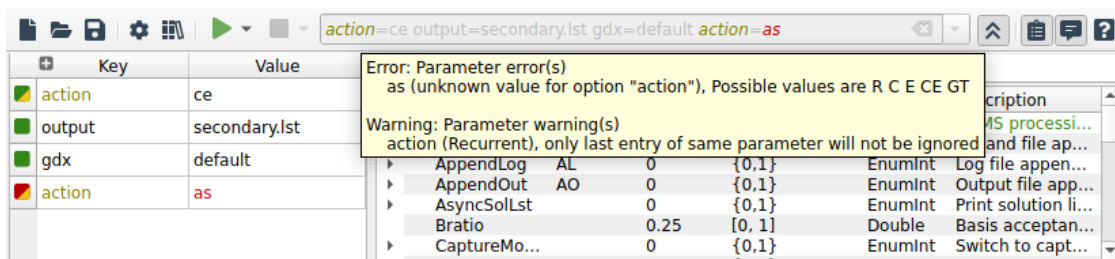 action=ce output=secondary.lst gdx=default action=as
Key Value
action ce
output secondary.lst
gdx default
action as
Error: Parameter error(s)
as (unknown value for option "action"), Possible values are R C E CE GT
Warning: Parameter warning(s)
action (Recurrent), only last entry of same parameter will not be ignored
cription
MS processi...
and file ap...
AppendLog AL 0 {0,1} EnumInt Log file appen...
AppendOut AO 0 {0,1} EnumInt Output file app...
AsyncSolLst 0 {0,1} EnumInt Print solution li...
Bratio 0.25 [0, 1] Double Basis acceptan...
CaptureMo... 0 {0,1} EnumInt Switch to capt...